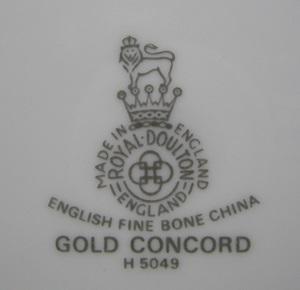 MADE IN ENGLAND
ROYAL·DOULTON
ENGLAND
ENGLISH FINE BONE CHINA
GOLD CONCORD
H 5049